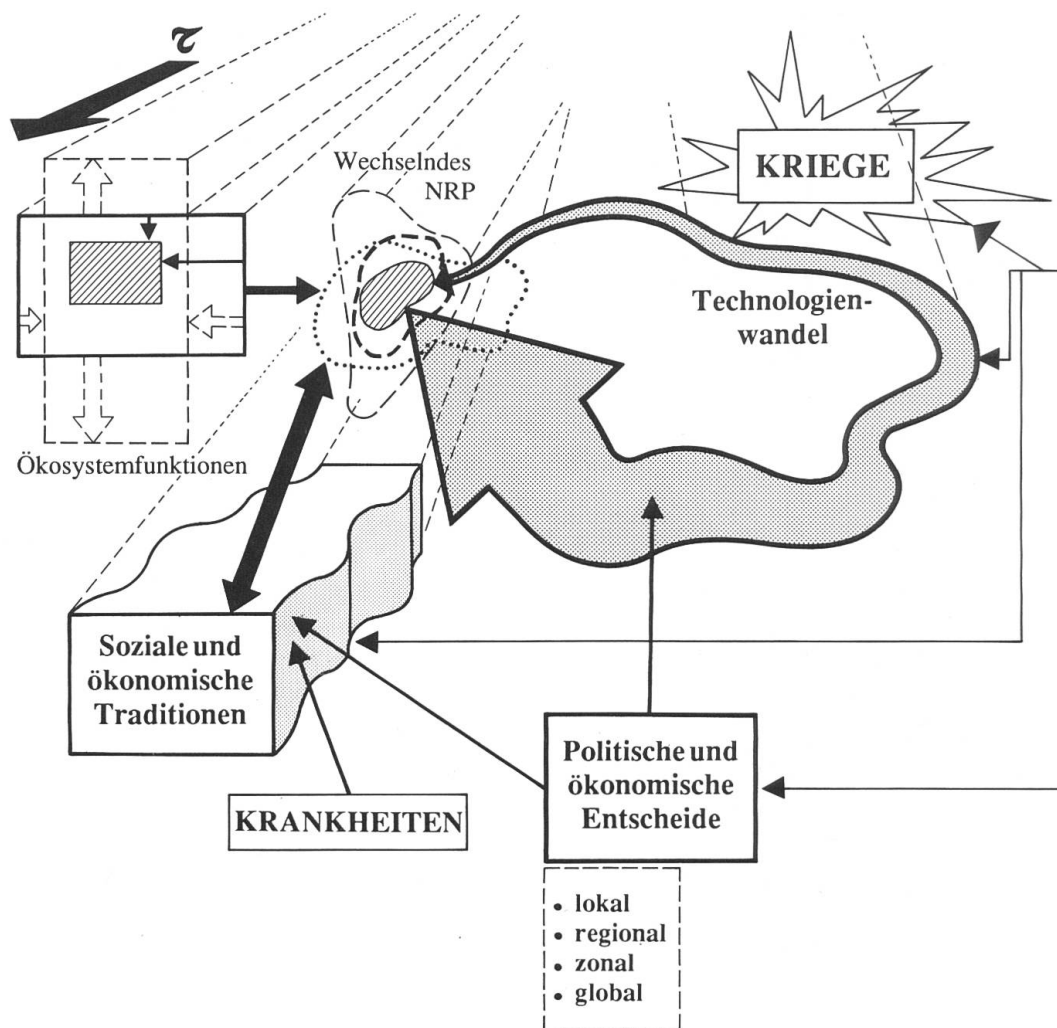 τ
Wechselndes
NRP
KRIEGE
Technologien-
wandel
Ökosystemfunktionen
Soziale und
ökonomische
Traditionen
Politische und
ökonomische
Entscheide
KRANKHEITEN
• lokal
• regional
• zonal
• global